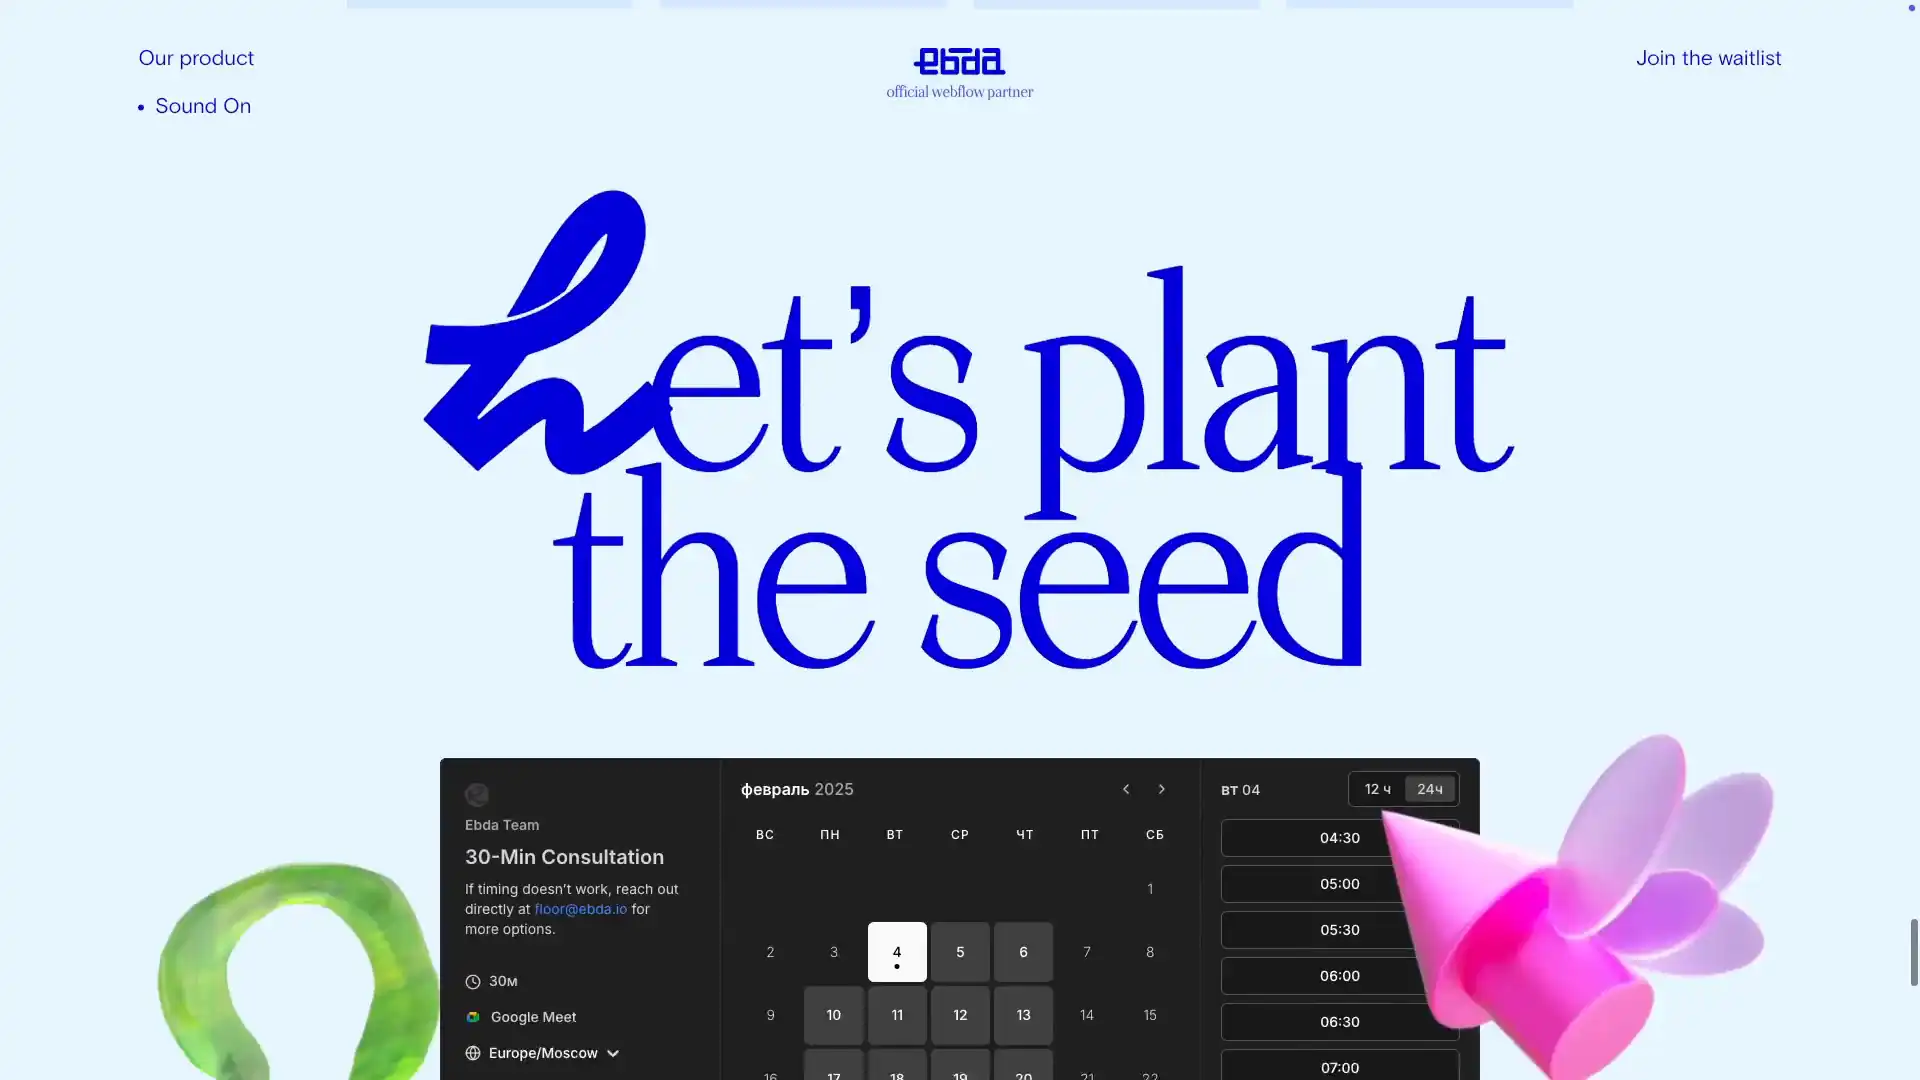 Our product
Sound On
ebda
official webflow partner
Join the waitlist
Let’s plant
the seed
Ebda Team
30-Min Consultation
If timing doesn't work, reach out
directly at floor@ebda.io for
more options.
30м
Google Meet
Europe/Moscow
февраль 2025
ВС ПН ВТ СР ЧТ ПТ СБ
1
2 3 4 5 6 7 8
9 10 11 12 13 14 15
16 17 18 19 20 21 22
вт 04
12 ч 24ч
04:30
05:00
05:30
06:00
06:30
07:00